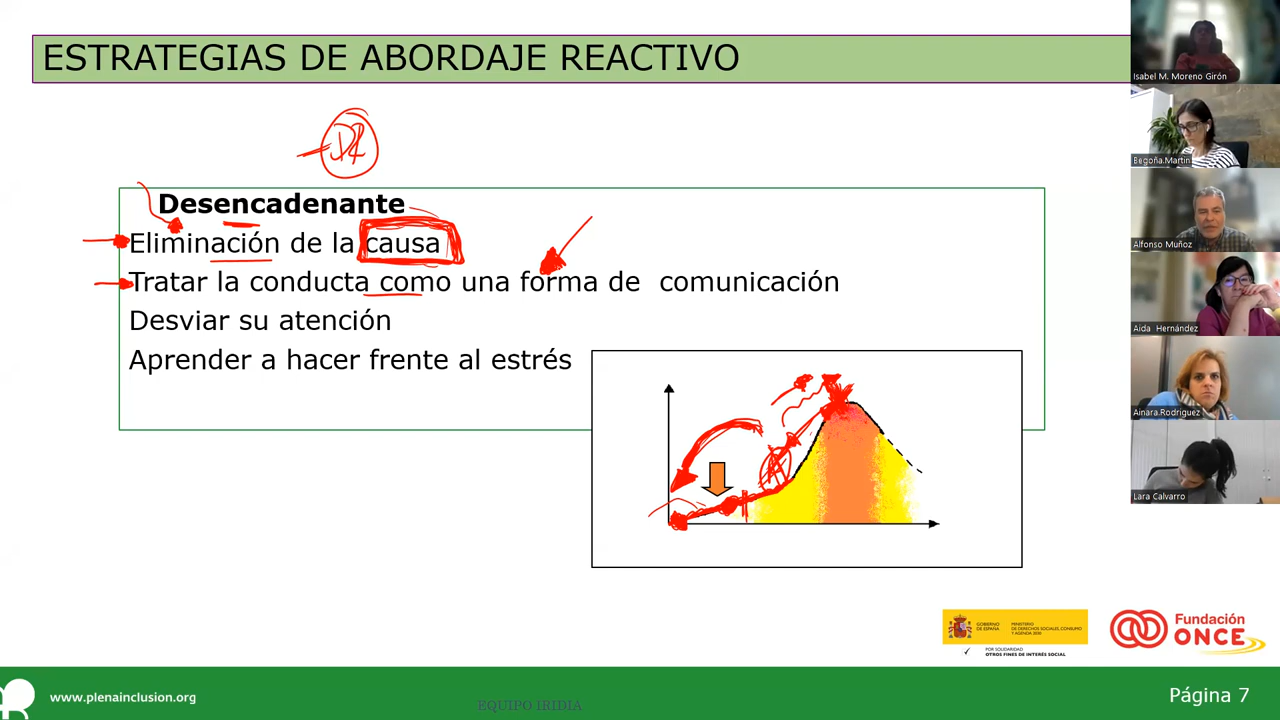 ESTRATEGIAS DE ABORDAJE REACTIVO
Desencadenante
Eliminación de la causa
Tratar la conducta como una forma de comunicación
Desviar su atención
Aprender a hacer frente al estrés
Isabel M. Moreno Girón
Begoña.Martin
Alfonso Muñoz
Aida Hernández
Ainara.Rodriguez
Lara Calvarro
GOBIERNO
DE ESPAÑA
MINISTERIO
DE DERECHOS SOCIALES, CONSUMO
Y AGENDA 2030
POR SOLIDARIDAD
OTROS FINES DE INTERÉS SOCIAL
Fundación
ONCE
www.plenainclusion.org
EQUIPO IRIDIA
Página 7